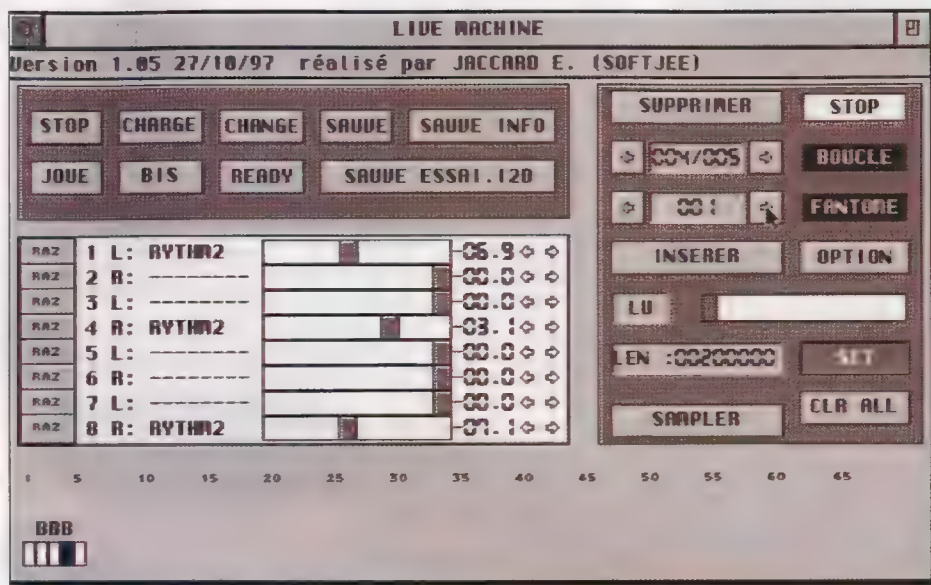 LIVE MACHINE
Version 1.05 27/10/97 réalisé par JACCARD E. (SOFTJEE)
STOP CHARGE CHANGE SAUVE SAUVE INFO
JOUE BIS READY SAUVE ESSAI.120
SUPPRIMER STOP
004/005 BOUCLE
001 FANTOME
INSERER OPTION
LU
LEN :00200000 SET
SAMPLER CLR ALL
RAZ 1 L: RYTHM2 -06.9
RAZ 2 R: -------- -00.0
RAZ 3 L: -------- -00.0
RAZ 4 R: RYTHM2 -03.1
RAZ 5 L: -------- -00.0
RAZ 6 R: -------- -00.0
RAZ 7 L: -------- -00.0
RAZ 8 R: RYTHM2 -07.1
1 5 10 15 20 25 30 35 40 45 50 55 60 65
BBB